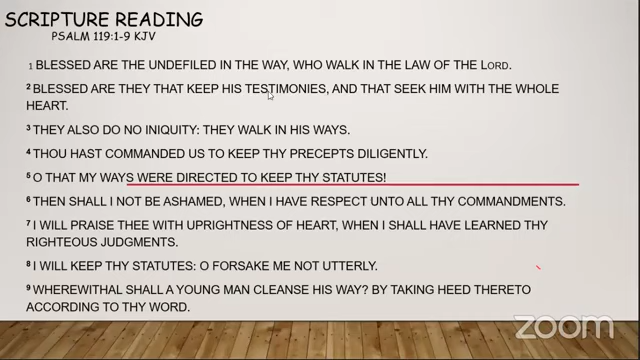 SCRIPTURE READING
PSALM 119:1-9 KJV
1 BLESSED ARE THE UNDEFILED IN THE WAY, WHO WALK IN THE LAW OF THE LORD.
2 BLESSED ARE THEY THAT KEEP HIS TESTIMONIES, AND THAT SEEK HIM WITH THE WHOLE
HEART.
3 THEY ALSO DO NO INIQUITY: THEY WALK IN HIS WAYS.
4 THOU HAST COMMANDED US TO KEEP THY PRECEPTS DILIGENTLY.
5 O THAT MY WAYS WERE DIRECTED TO KEEP THY STATUTES!
6 THEN SHALL I NOT BE ASHAMED, WHEN I HAVE RESPECT UNTO ALL THY COMMANDMENTS.
7 I WILL PRAISE THEE WITH UPRIGHTNESS OF HEART, WHEN I SHALL HAVE LEARNED THY
RIGHTEOUS JUDGMENTS.
8 I WILL KEEP THY STATUTES: O FORSAKE ME NOT UTTERLY.
9 WHEREWITHAL SHALL A YOUNG MAN CLEANSE HIS WAY? BY TAKING HEED THERETO
ACCORDING TO THY WORD.
zoom